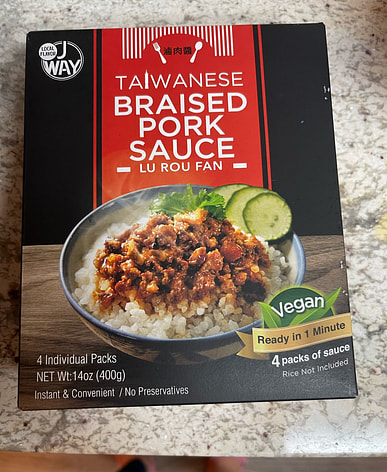 LOCAL FLAVOR
J
WAY
滷肉醬
TAIWANESE
BRAISED
PORK
SAUCE
LU ROU FAN
Vegan
Ready in 1 Minute
4 packs of sauce
Rice Not Included
4 Individual Packs
NET Wt:14oz (400g)
Instant & Convenient / No Preservatives